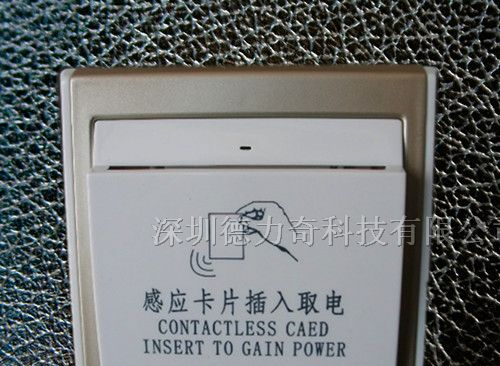 深圳德力奇科技有限公司
感应卡片插入取电
CONTACTLESS CAED
INSERT TO GAIN POWER